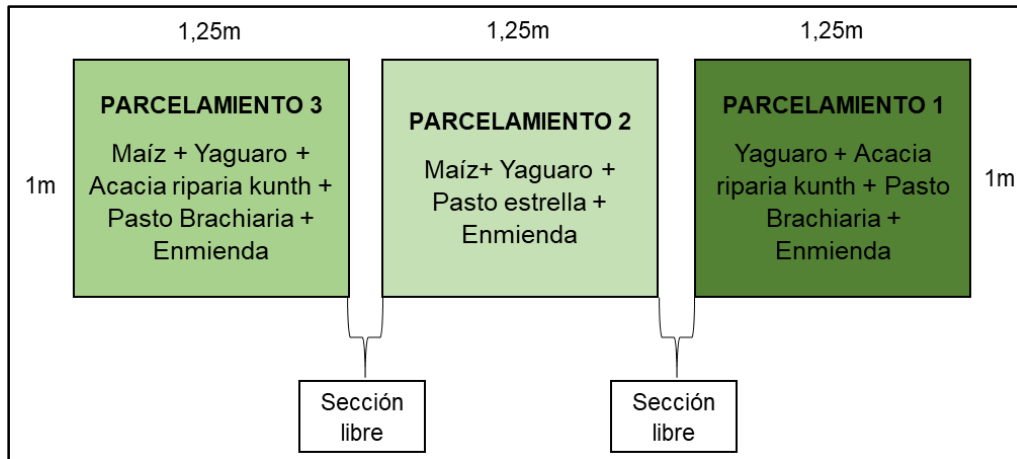 1,25m
1,25m
1,25m
PARCELAMIENTO 3
Maíz + Yaguaro +
Acacia riparia kunth +
Pasto Brachiaria +
Enmienda
PARCELAMIENTO 2
Maíz+ Yaguaro +
Pasto estrella +
Enmienda
PARCELAMIENTO 1
Yaguaro + Acacia
riparia kunth + Pasto
Brachiaria +
Enmienda
1m
1m
Sección
libre
Sección
libre